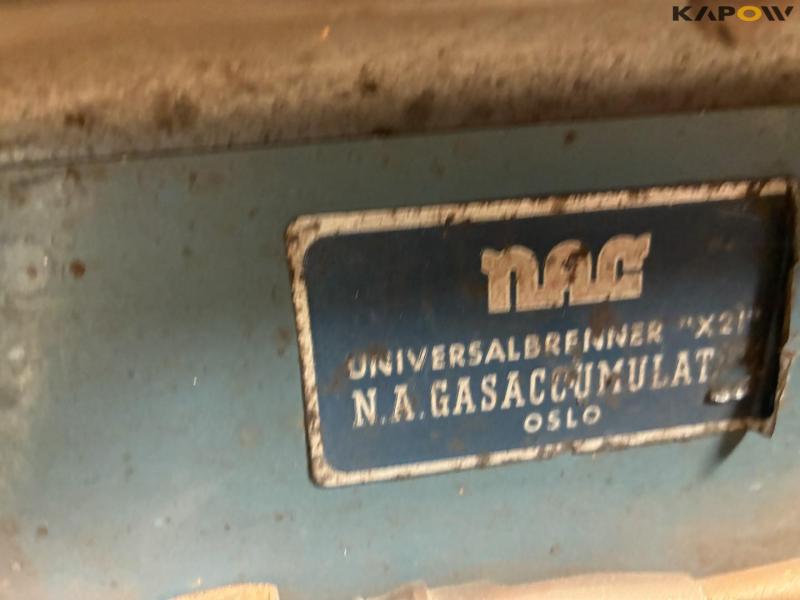 KAPOW
NAG
UNIVERSALBRENNER "X21"
N.A. GASACCUMULAT
OSLO